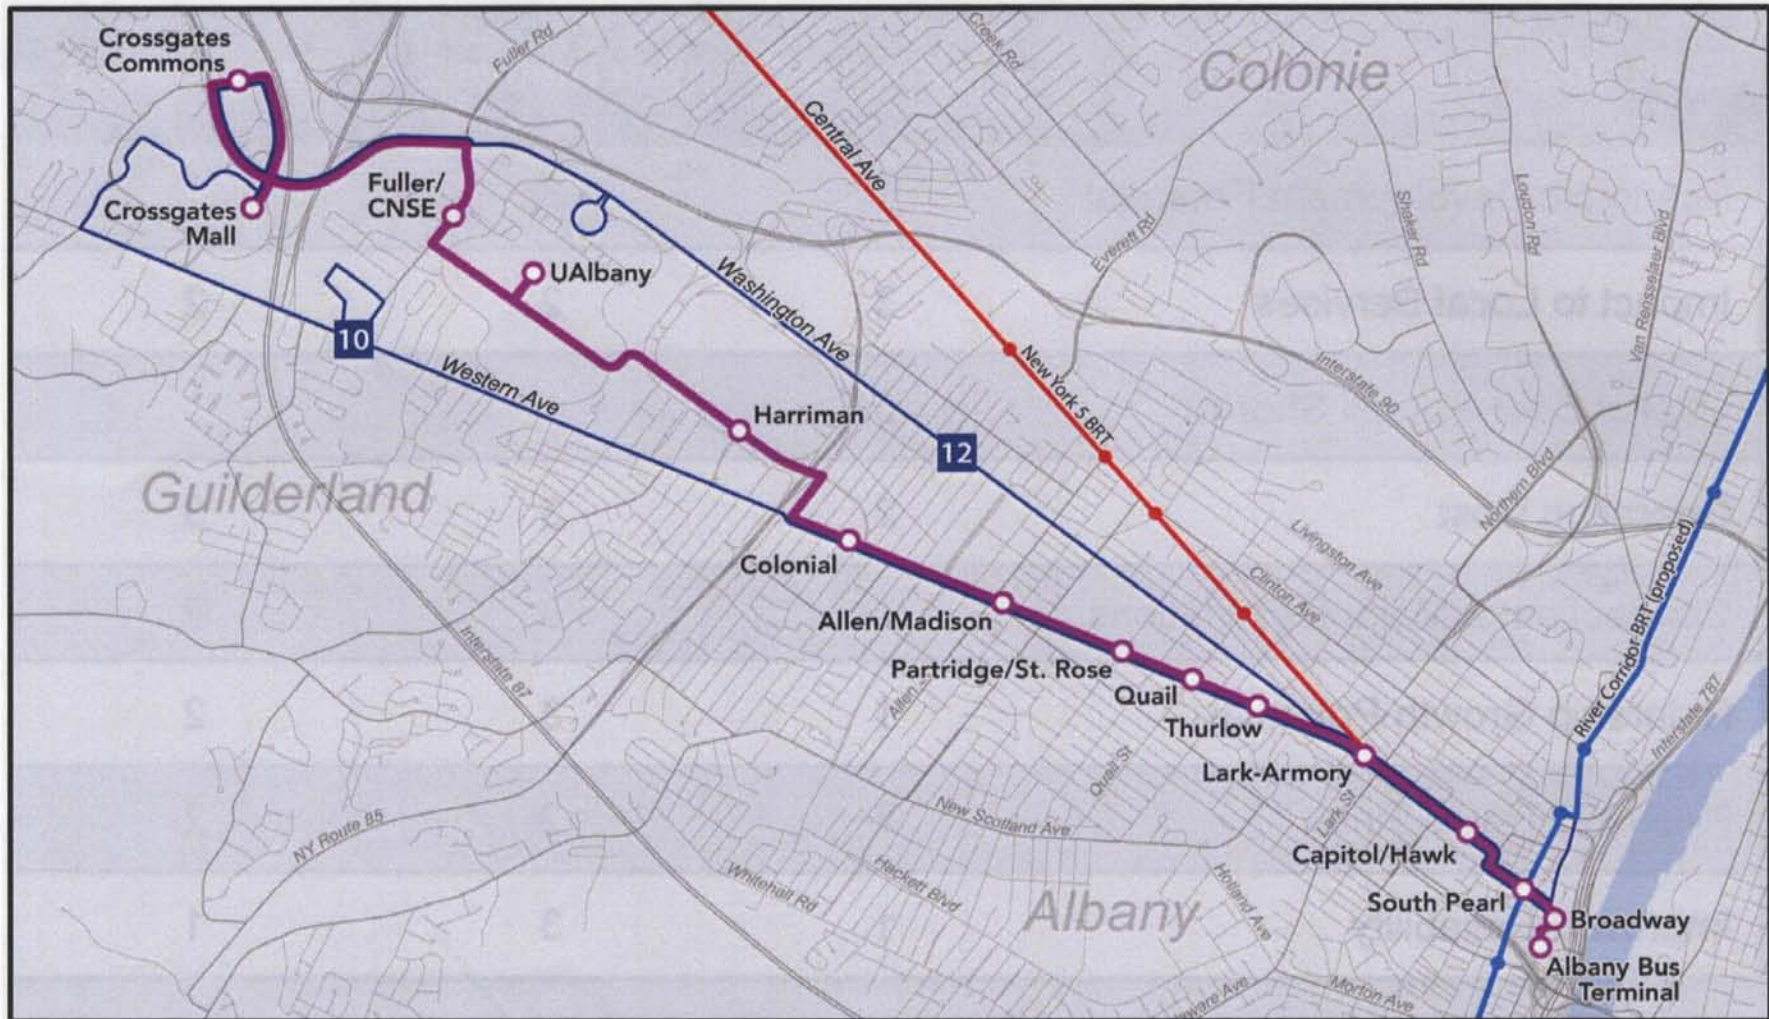 Crossgates
Commons
Fuller Rd
Creek Rd
Colonie
Central Ave
Fuller/
CNSE
Crossgates
Mall
UAlbany
Everett Rd
Shaker Rd
Loudon Rd
Van Rensselaer Blvd
Washington Ave
10
Western Ave
New York 5 BRT
Interstate 90
Harriman
12
Guilderland
Northern Blvd
Livingston Ave
Colonial
Clinton Ave
River Corridor BRT (proposed)
Allen/Madison
Interstate 87
Partridge/St. Rose
Allen
Quail
Thurlow
Interstate 787
Lark-Armory
Quail St
Lark St
New Scotland Ave
NY Route 85
Capitol/Hawk
Whitehall Rd
Hackett Blvd
Holland Ave
South Pearl
Albany
Broadway
Albany Bus
Terminal
Morton Ave
Impact to Local Services